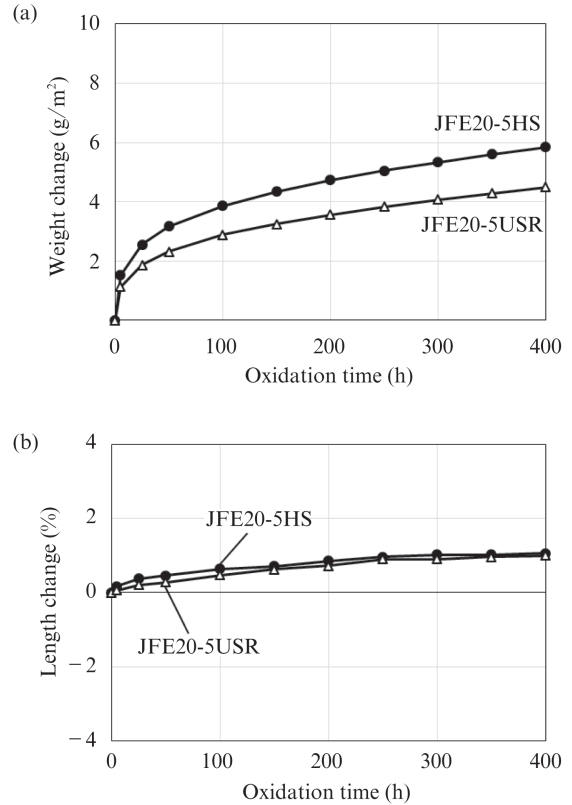 (a)
10
8
6
4
2
Weight change (g/m²)
JFE20-5HS
JFE20-5USR
0 100 200 300 400
Oxidation time (h)
(b)
4
2
0
−2
−4
Length change (%)
JFE20-5HS
JFE20-5USR
0 100 200 300 400
Oxidation time (h)